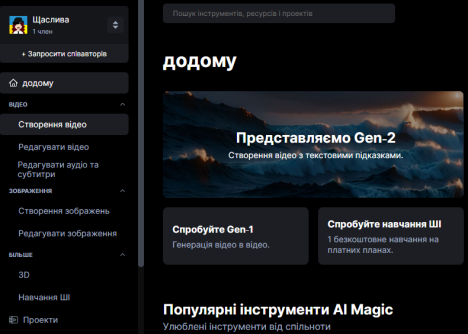 Щаслива
1 член
+ Запросити співавторів
додому
ВІДЕО
Створення відео
Редагувати відео
Редагувати аудіо та
субтитри
ЗОБРАЖЕННЯ
Створення зображень
Редагувати зображення
БІЛЬШЕ
3D
Навчання ШІ
Проекти
Пошук інструментів, ресурсів і проектів
додому
Представляємо Gen-2
Створення відео з текстовими підказками.
Спробуйте Gen-1
Генерація відео в відео.
Спробуйте навчання ШІ
1 безкоштовне навчання на
платних планах.
Популярні інструменти AI Magic
Улюблені інструменти від спільноти